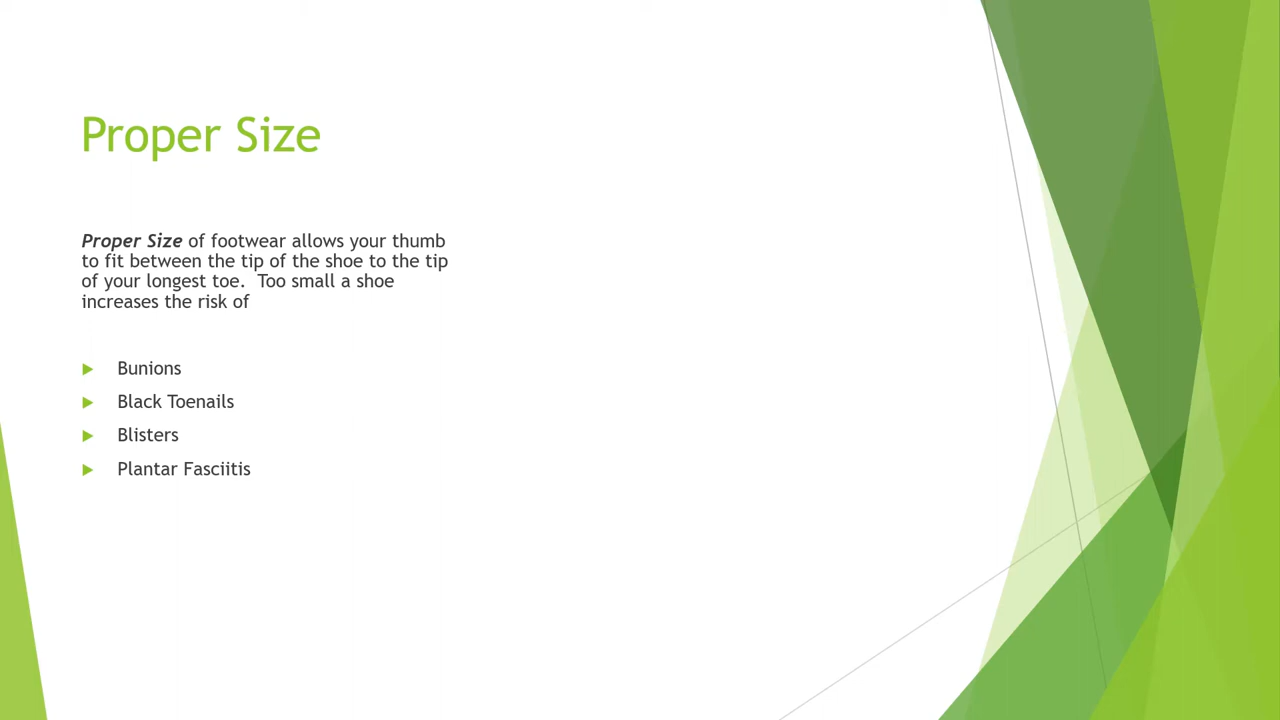 Proper Size
Proper Size of footwear allows your thumb
to fit between the tip of the shoe to the tip
of your longest toe.  Too small a shoe
increases the risk of
Bunions
Black Toenails
Blisters
Plantar Fasciitis